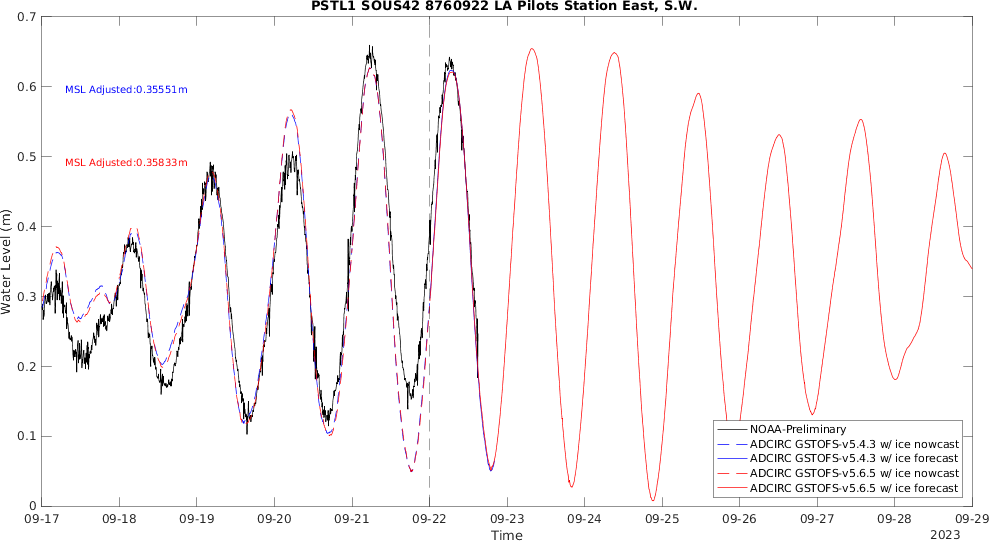 PSTL1 SOUS42 8760922 LA Pilots Station East, S.W.
0.7
0.6
0.5
0.4
0.3
0.2
0.1
0
Water Level (m)
MSL Adjusted:0.35551m
MSL Adjusted:0.35833m
NOAA-Preliminary
ADCIRC GSTOFS-v5.4.3 w/ ice nowcast
ADCIRC GSTOFS-v5.4.3 w/ ice forecast
ADCIRC GSTOFS-v5.6.5 w/ ice nowcast
ADCIRC GSTOFS-v5.6.5 w/ ice forecast
09-17 09-18 09-19 09-20 09-21 09-22 09-23 09-24 09-25 09-26 09-27 09-28 09-29
Time
2023